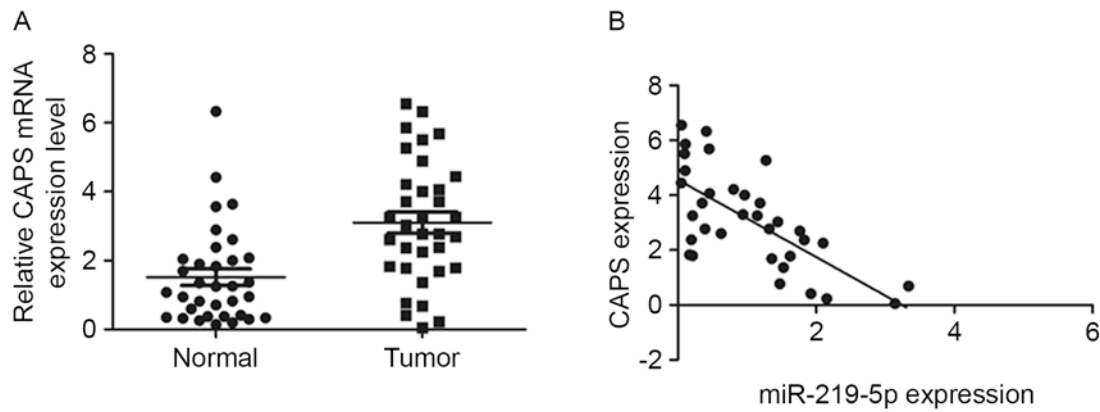 A
Relative CAPS mRNA
expression level
8
6
4
2
0
Normal
Tumor
B
CAPS expression
8
6
4
2
0
-2
2
4
6
miR-219-5p expression